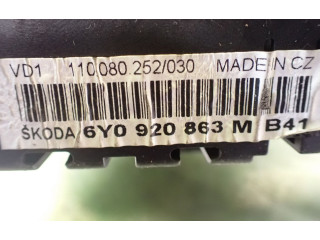 VD1 110.080.252/030 MADE IN CZ
ŠKODA 6Y0 920 863 M B41